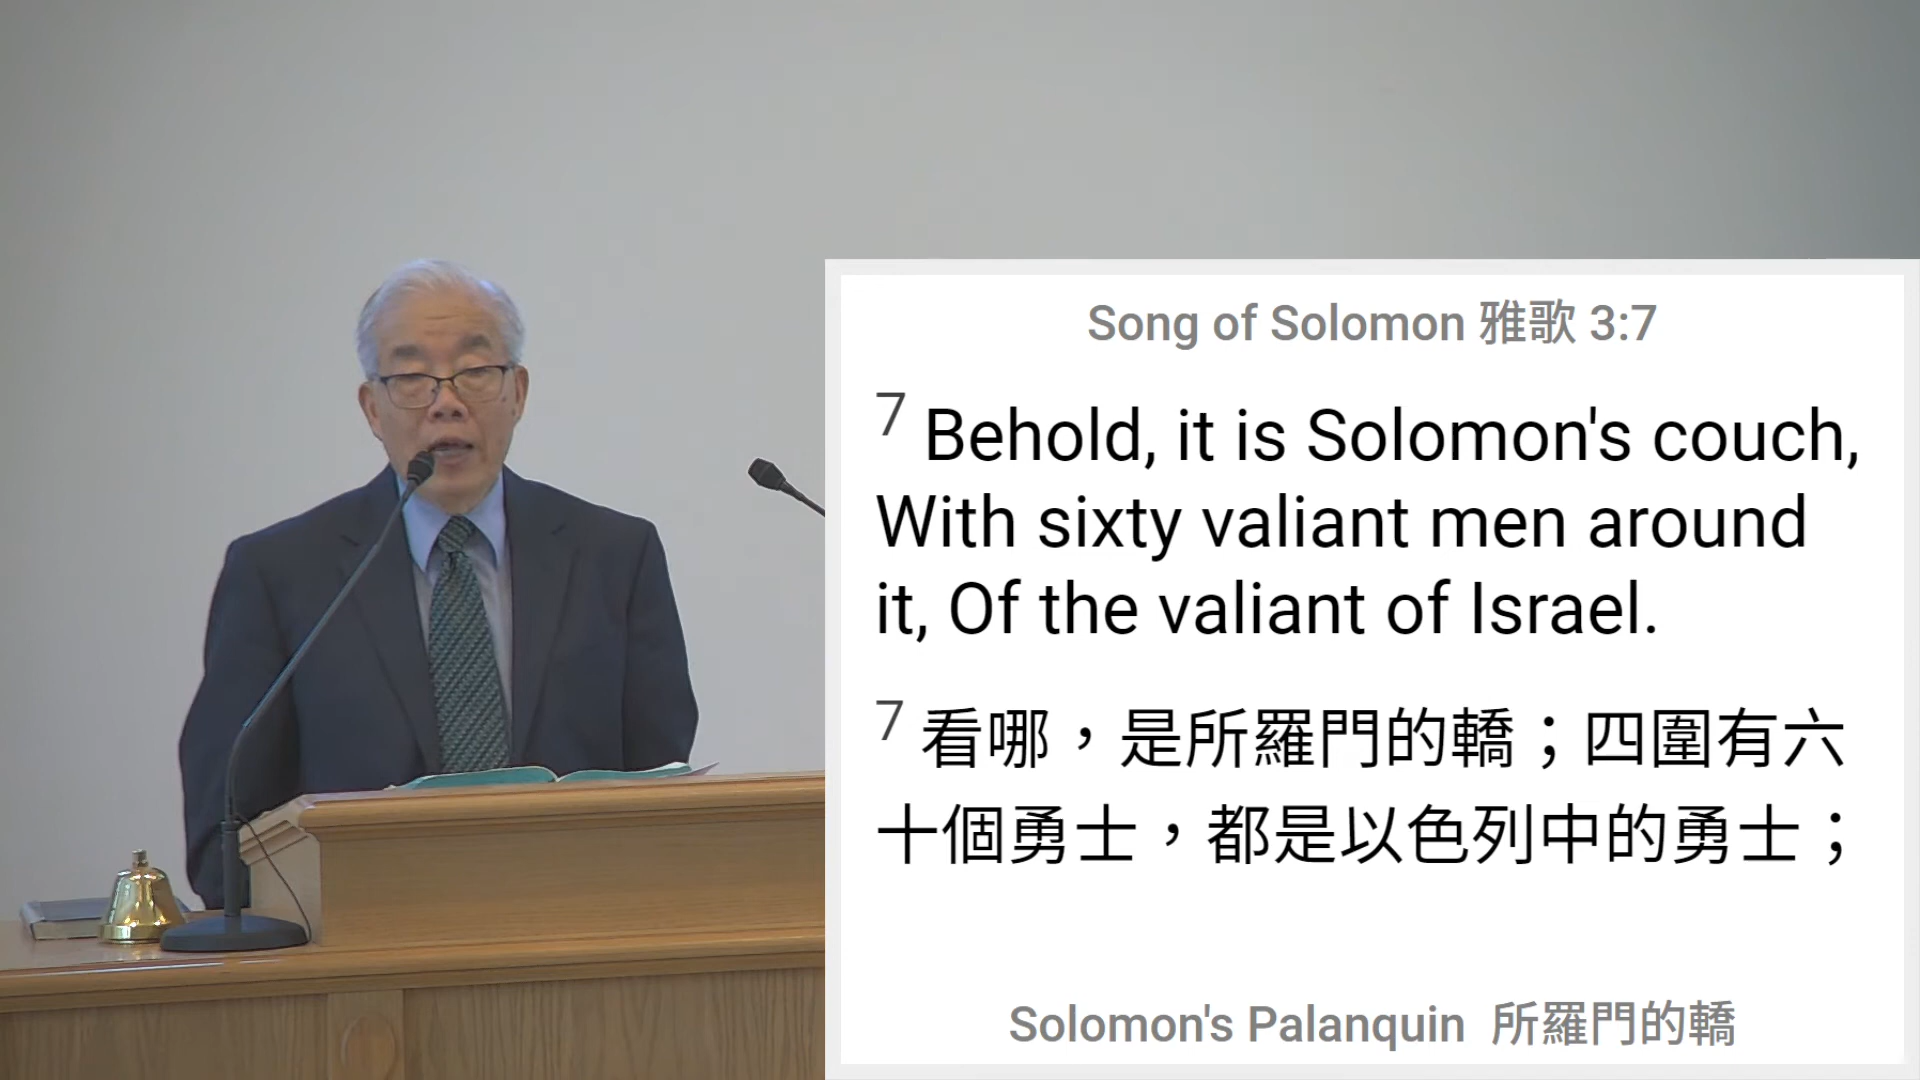 Song of Solomon 雅歌 3:7
7 Behold, it is Solomon's couch,
With sixty valiant men around
it, Of the valiant of Israel.
7 看哪，是所羅門的轎；四圍有六
十個勇士，都是以色列中的勇士；
Solomon's Palanquin 所羅門的轎